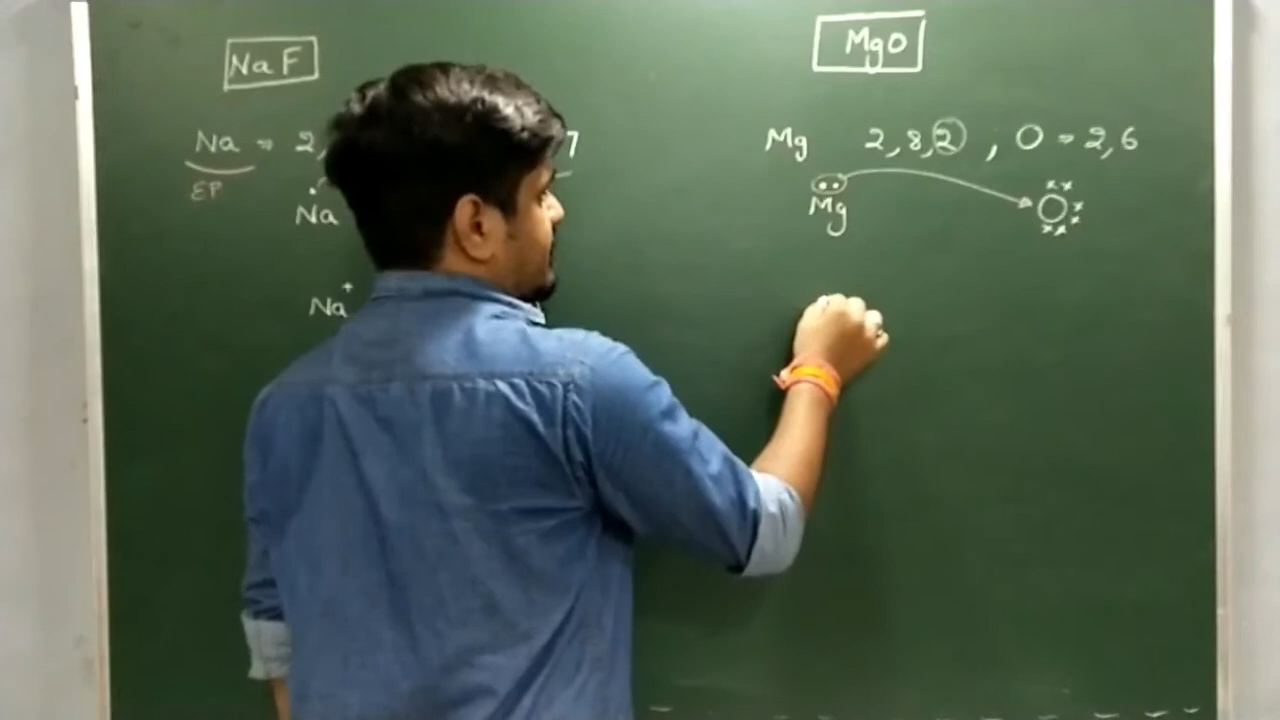 NaF
MgO
Na = 2, 7
EP
Na
Na+
Mg 2,8,2 ; O = 2,6
Mg O